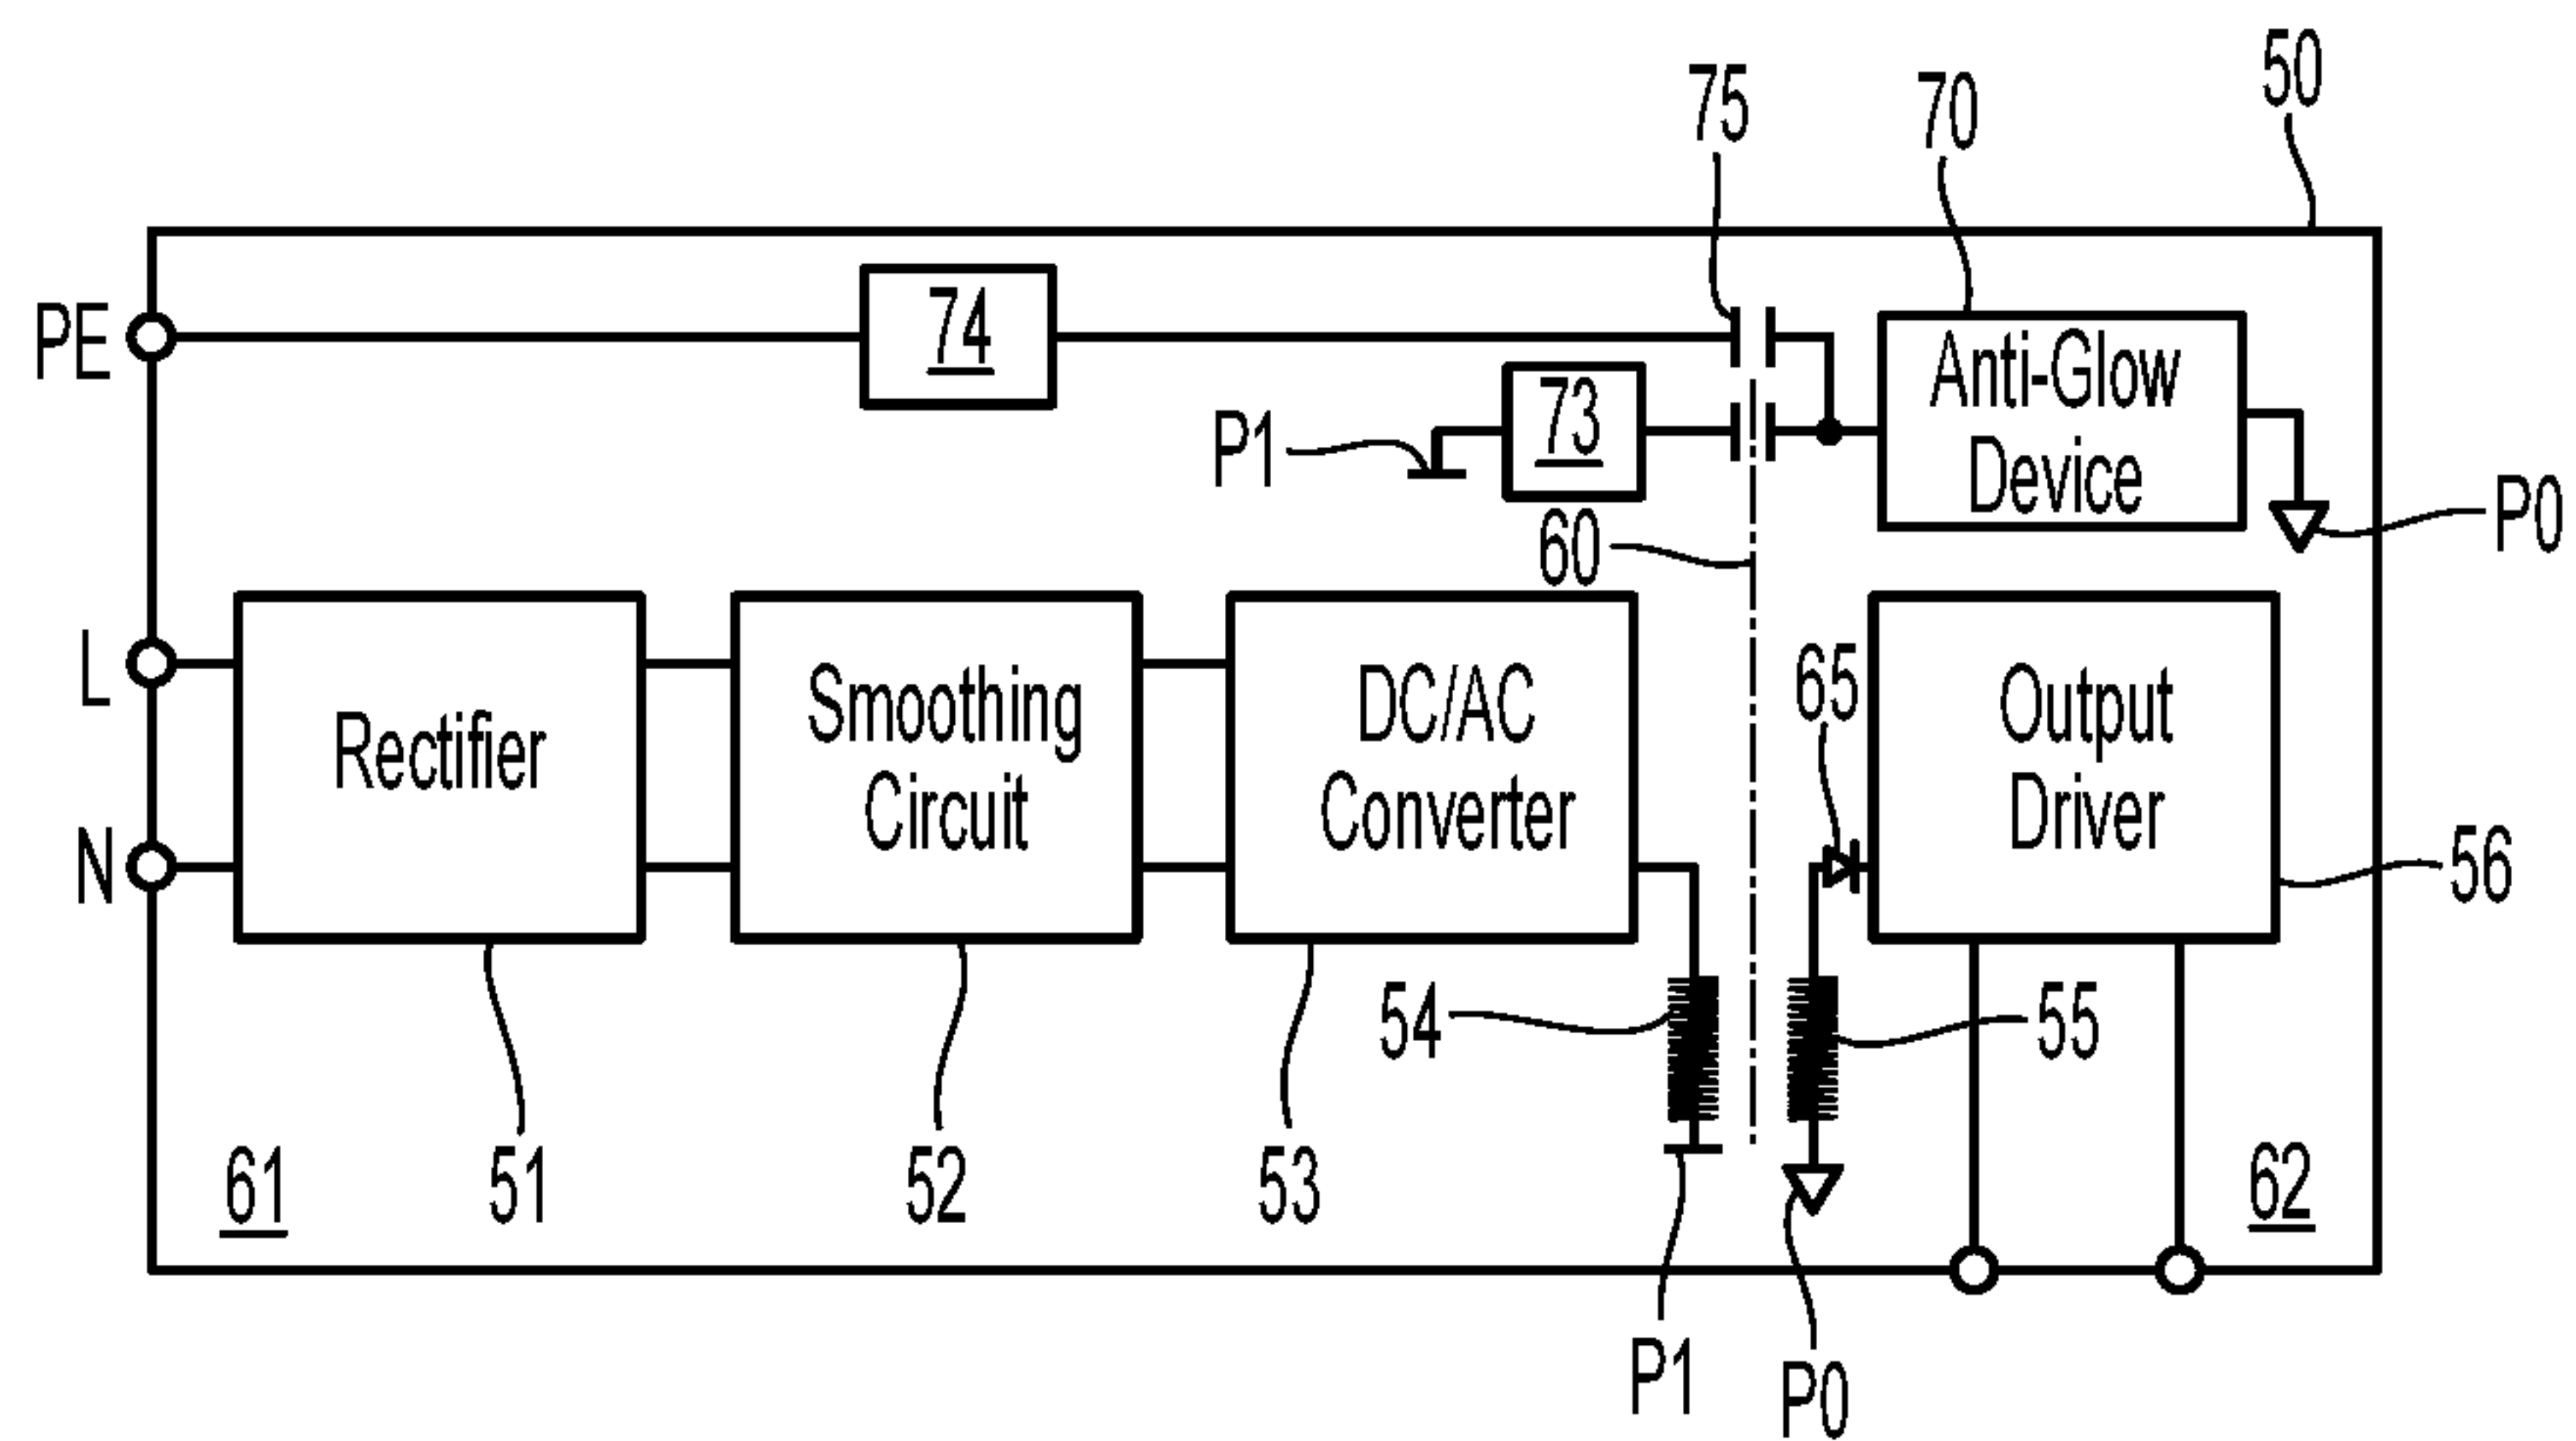 50
75
70
PE
74
Anti-Glow
Device
P1
73
P0
60
L
N
Rectifier
Smoothing
Circuit
DC/AC
Converter
65
Output
Driver
56
54
55
61
51
52
53
62
P1
P0